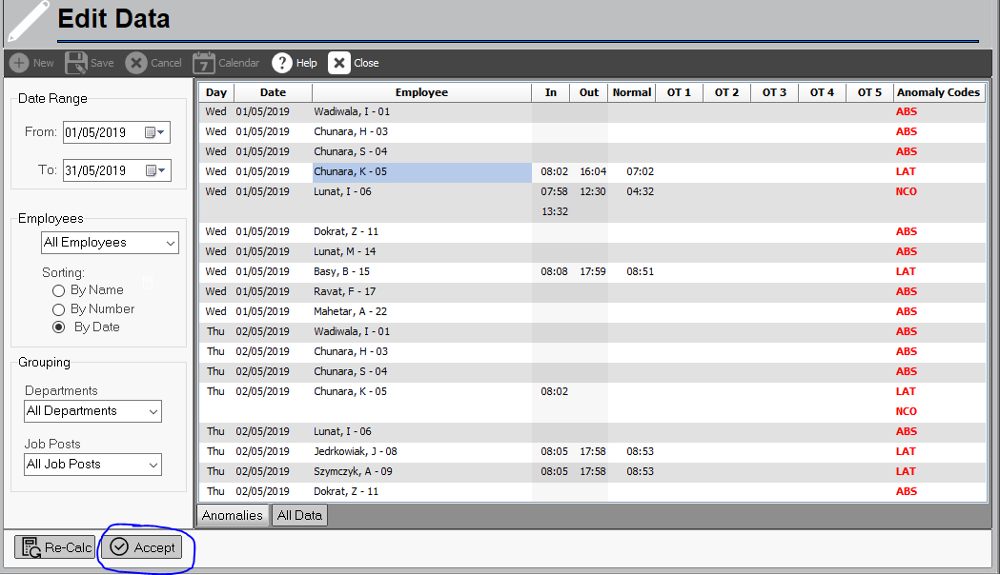 Edit Data
New Save Cancel 7 Calendar ? Help Close
Date Range
From: 01/05/2019
To: 31/05/2019
Employees
All Employees
Sorting:
By Name
By Number
By Date
Grouping
Departments
All Departments
Job Posts
All Job Posts
Day Date Employee In Out Normal OT 1 OT 2 OT 3 OT 4 OT 5 Anomaly Codes
Wed 01/05/2019 Wadiwala, I - 01 ABS
Wed 01/05/2019 Chunara, H - 03 ABS
Wed 01/05/2019 Chunara, S - 04 ABS
Wed 01/05/2019 Chunara, K - 05 08:02 16:04 07:02 LAT
Wed 01/05/2019 Lunat, I - 06 07:58 12:30 04:32 NCO
13:32
Wed 01/05/2019 Dokrat, Z - 11 ABS
Wed 01/05/2019 Lunat, M - 14 ABS
Wed 01/05/2019 Basy, B - 15 08:08 17:59 08:51 LAT
Wed 01/05/2019 Ravat, F - 17 ABS
Wed 01/05/2019 Mahetar, A - 22 ABS
Thu 02/05/2019 Wadiwala, I - 01 ABS
Thu 02/05/2019 Chunara, H - 03 ABS
Thu 02/05/2019 Chunara, S - 04 ABS
Thu 02/05/2019 Chunara, K - 05 08:02 LAT
NCO
Thu 02/05/2019 Lunat, I - 06 ABS
Thu 02/05/2019 Jedrkowiak, J - 08 08:05 17:58 08:53 LAT
Thu 02/05/2019 Szymczyk, A - 09 08:05 17:58 08:53 LAT
Thu 02/05/2019 Dokrat, Z - 11 ABS
Anomalies All Data
Re-Calc Accept